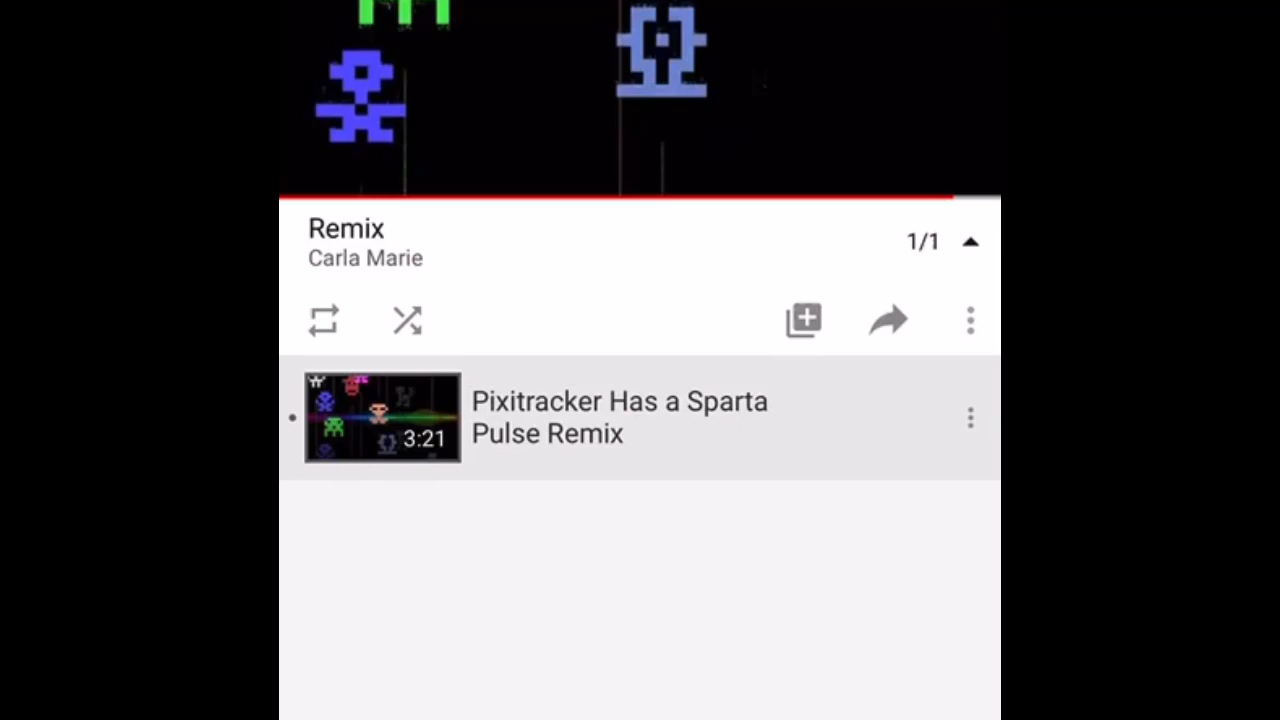 Remix
Carla Marie
1/1
3:21
Pixitracker Has a Sparta
Pulse Remix